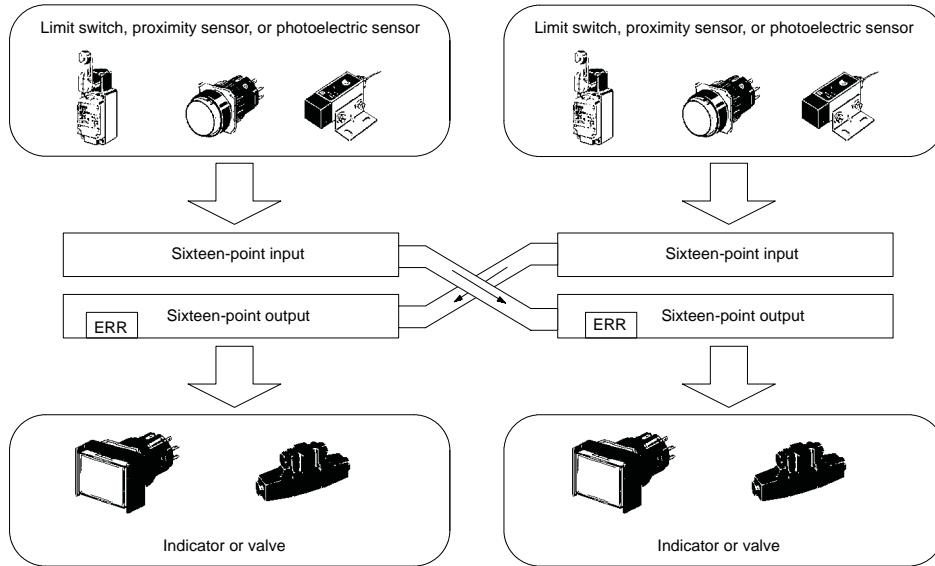 Limit switch, proximity sensor, or photoelectric sensor
Limit switch, proximity sensor, or photoelectric sensor
Sixteen-point input
Sixteen-point input
Sixteen-point output
ERR
Sixteen-point output
ERR
Indicator or valve
Indicator or valve